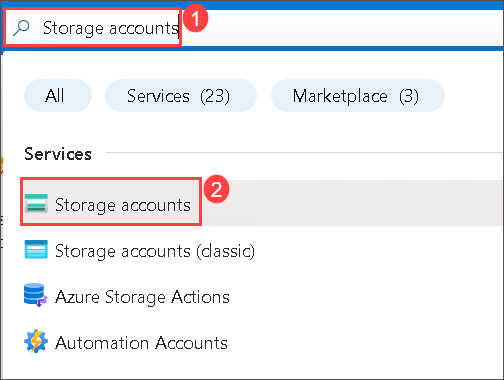 Storage accounts 1
All Services (23) Marketplace (3)
Services
Storage accounts 2
Storage accounts (classic)
Azure Storage Actions
Automation Accounts